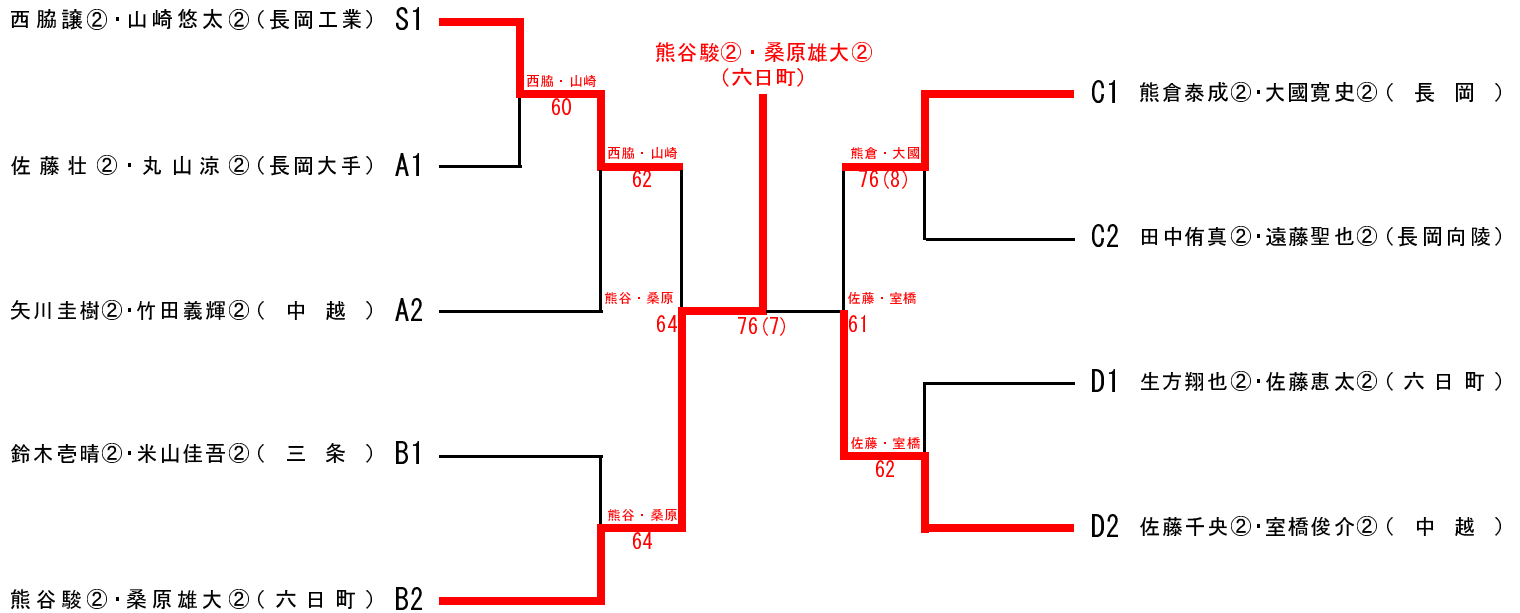 西脇譲②・山崎悠太②(長岡工業) S1
熊谷駿②・桑原雄大②
(六日町)
西脇・山崎
60
C1 熊倉泰成②・大國寛史②( 長 岡 )
佐藤壮②・丸山涼②(長岡大手) A1
西脇・山崎
62
熊倉・大國
76(8)
C2 田中侑真②・遠藤聖也②(長岡向陵)
矢川圭樹②・竹田義輝②( 中 越 ) A2
熊谷・桑原
64
76(7)
佐藤・室橋
61
D1 生方翔也②・佐藤恵太②(六日町)
鈴木壱晴②・米山佳吾②( 三 条 ) B1
佐藤・室橋
62
熊谷・桑原
64
D2 佐藤千央②・室橋俊介②( 中 越 )
熊谷駿②・桑原雄大②(六日町) B2